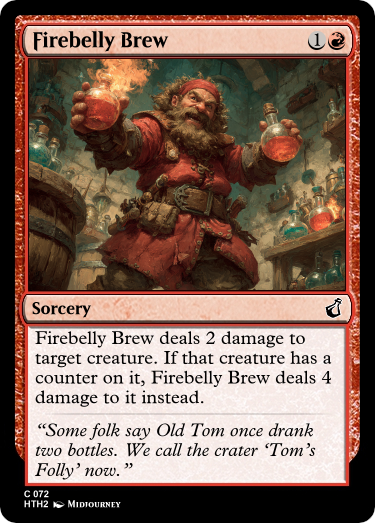 Firebelly Brew 1
Sorcery
Firebelly Brew deals 2 damage to
target creature. If that creature has a
counter on it, Firebelly Brew deals 4
damage to it instead.
“Some folk say Old Tom once drank
two bottles. We call the crater ‘Tom’s
Folly’ now.”
C 072
HTH2 Midjourney